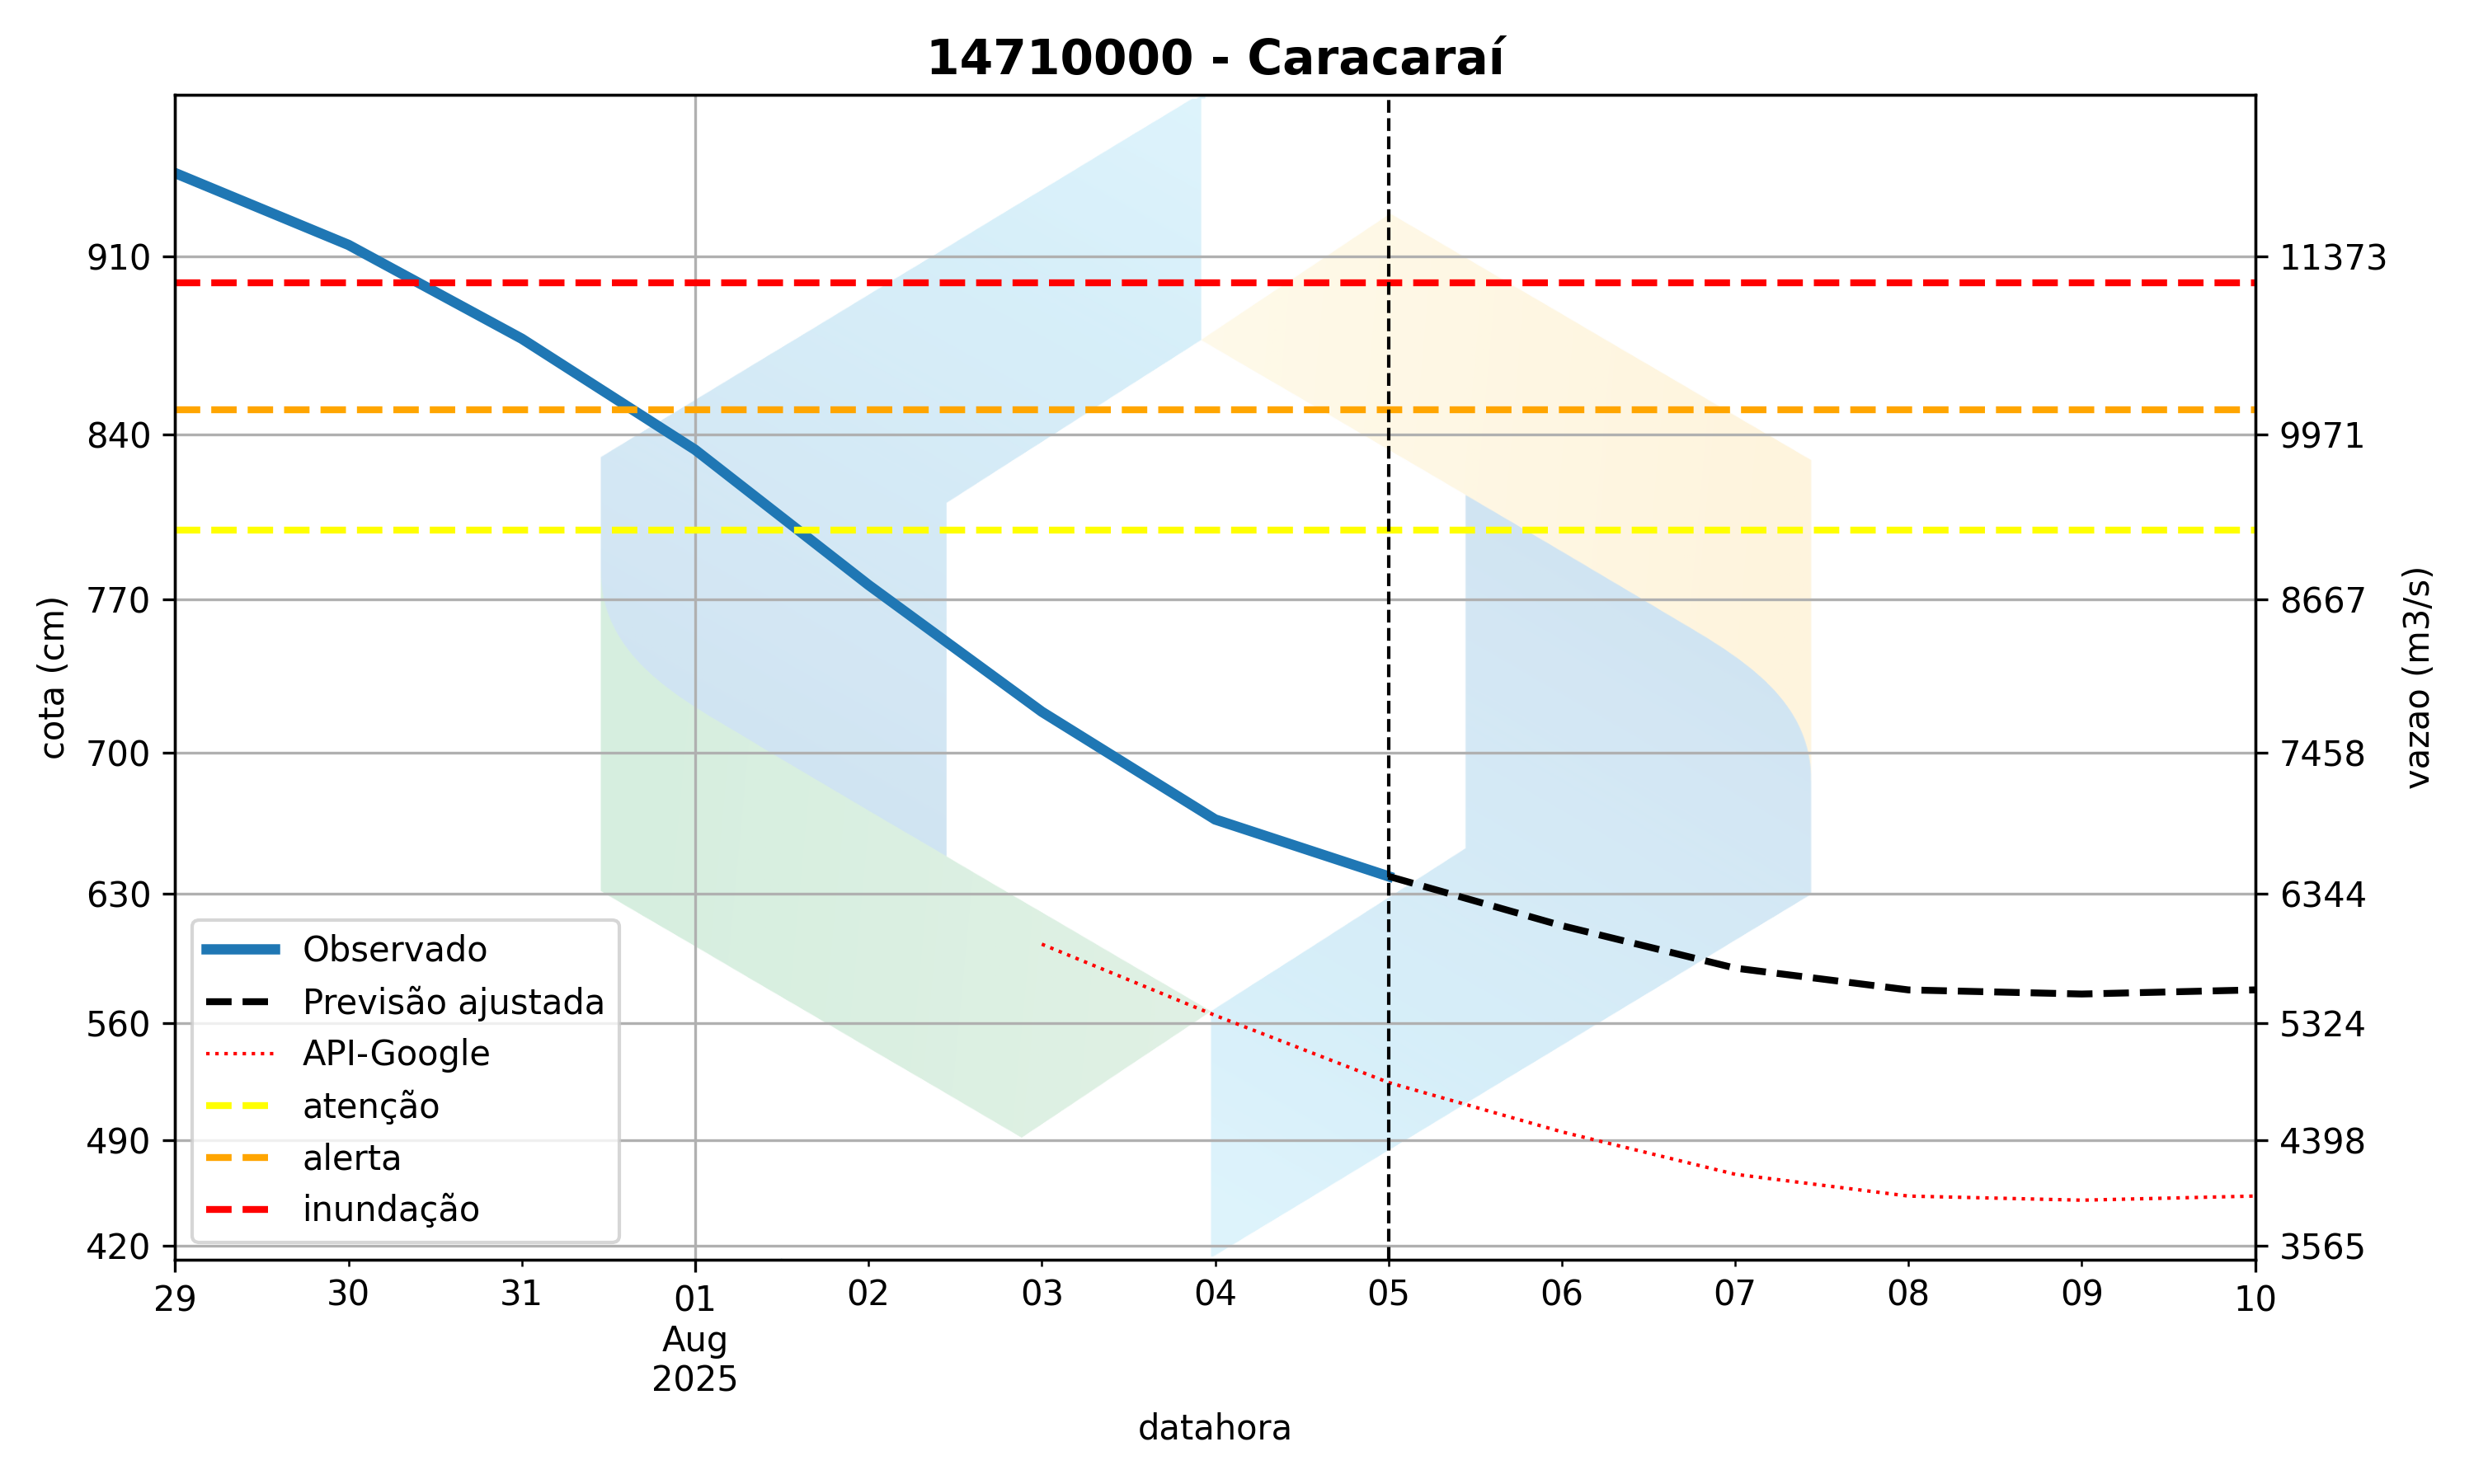 14710000 - Caracaraí
910
840
770
700
630
560
490
420
cota (cm)
11373
9971
8667
7458
6344
5324
4398
3565
vazao (m3/s)
Observado
Previsão ajustada
API-Google
atenção
alerta
inundação
29 30 31 01 02 03 04 05 06 07 08 09 10
Aug
2025
datahora